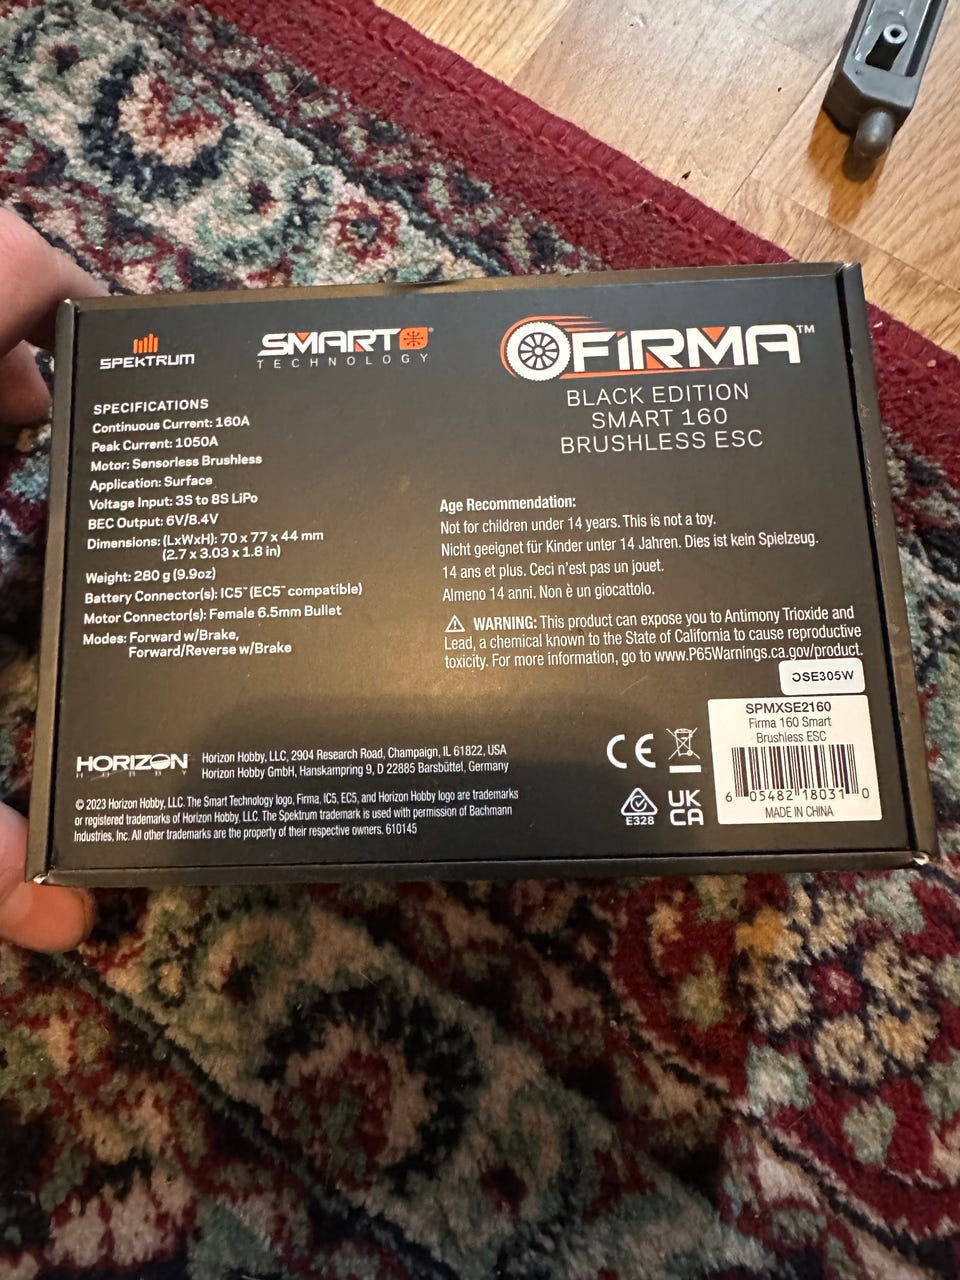 SPEKTRUM
SMART
TECHNOLOGY
FIRMA™
BLACK EDITION
SMART 160
BRUSHLESS ESC
SPECIFICATIONS
Continuous Current: 160A
Peak Current: 1050A
Motor: Sensorless Brushless
Application: Surface
Voltage Input: 3S to 8S LiPo
BEC Output: 6V/8.4V
Dimensions: (LxWxH): 70 x 77 x 44 mm
(2.7 x 3.03 x 1.8 in)
Weight: 280 g (9.9oz)
Battery Connector(s): IC5™ (EC5™ compatible)
Motor Connector(s): Female 6.5mm Bullet
Modes: Forward w/Brake,
Forward/Reverse w/Brake
Age Recommendation:
Not for children under 14 years. This is not a toy.
Nicht geeignet für Kinder unter 14 Jahren. Dies ist kein Spielzeug.
14 ans et plus. Ceci n'est pas un jouet.
Almeno 14 anni. Non è un giocattolo.
WARNING: This product can expose you to Antimony Trioxide and
Lead, a chemical known to the State of California to cause reproductive
toxicity. For more information, go to www.P65Warnings.ca.gov/product.
SE305W
SPMXSE2160
Firma 160 Smart
Brushless ESC
6 05482 18031 0
MADE IN CHINA
HORIZON
HOBBY
Horizon Hobby, LLC, 2904 Research Road, Champaign, IL 61822, USA
Horizon Hobby GmbH, Hanskampring 9, D 22885 Barsbüttel, Germany
© 2023 Horizon Hobby, LLC. The Smart Technology logo, Firma, IC5, EC5, and Horizon Hobby logo are trademarks
or registered trademarks of Horizon Hobby, LLC. The Spektrum trademark is used with permission of Bachmann
Industries, Inc. All other trademarks are the property of their respective owners. 610145
CE
E328
UK
CA